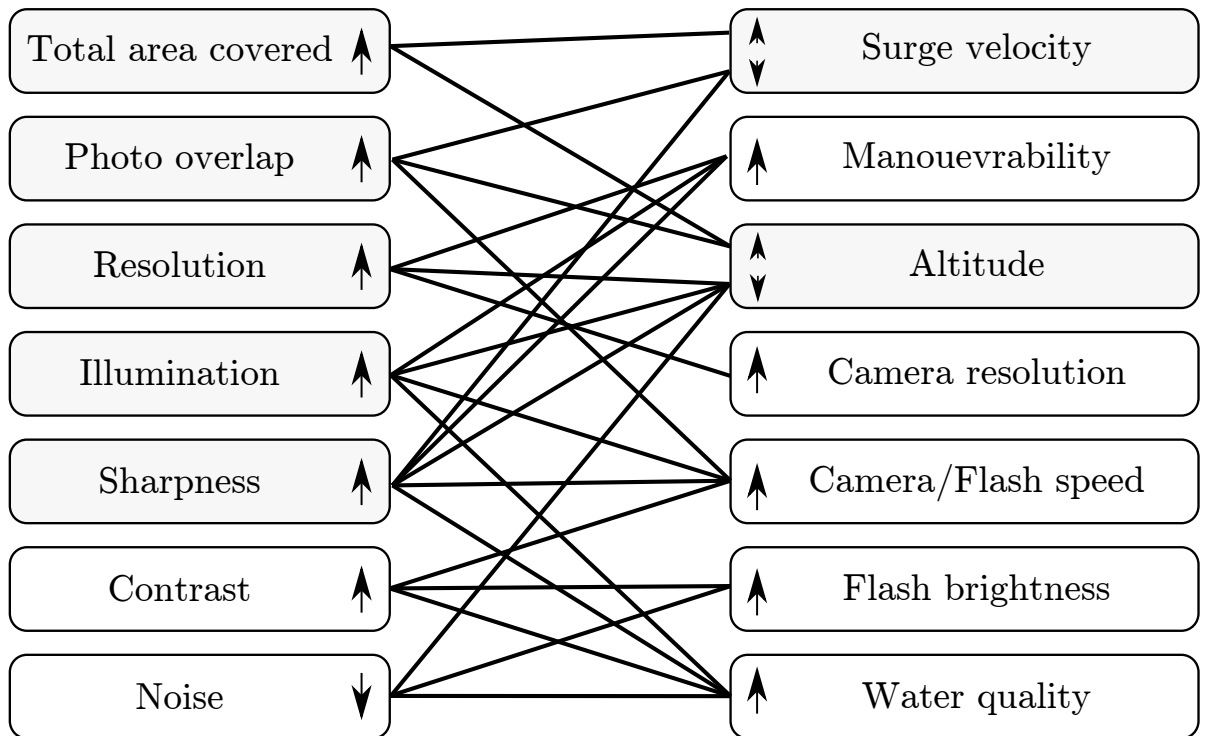 Total area covered
Surge velocity
Photo overlap
Manouevrability
Resolution
Altitude
Illumination
Camera resolution
Sharpness
Camera/Flash speed
Contrast
Flash brightness
Noise
Water quality